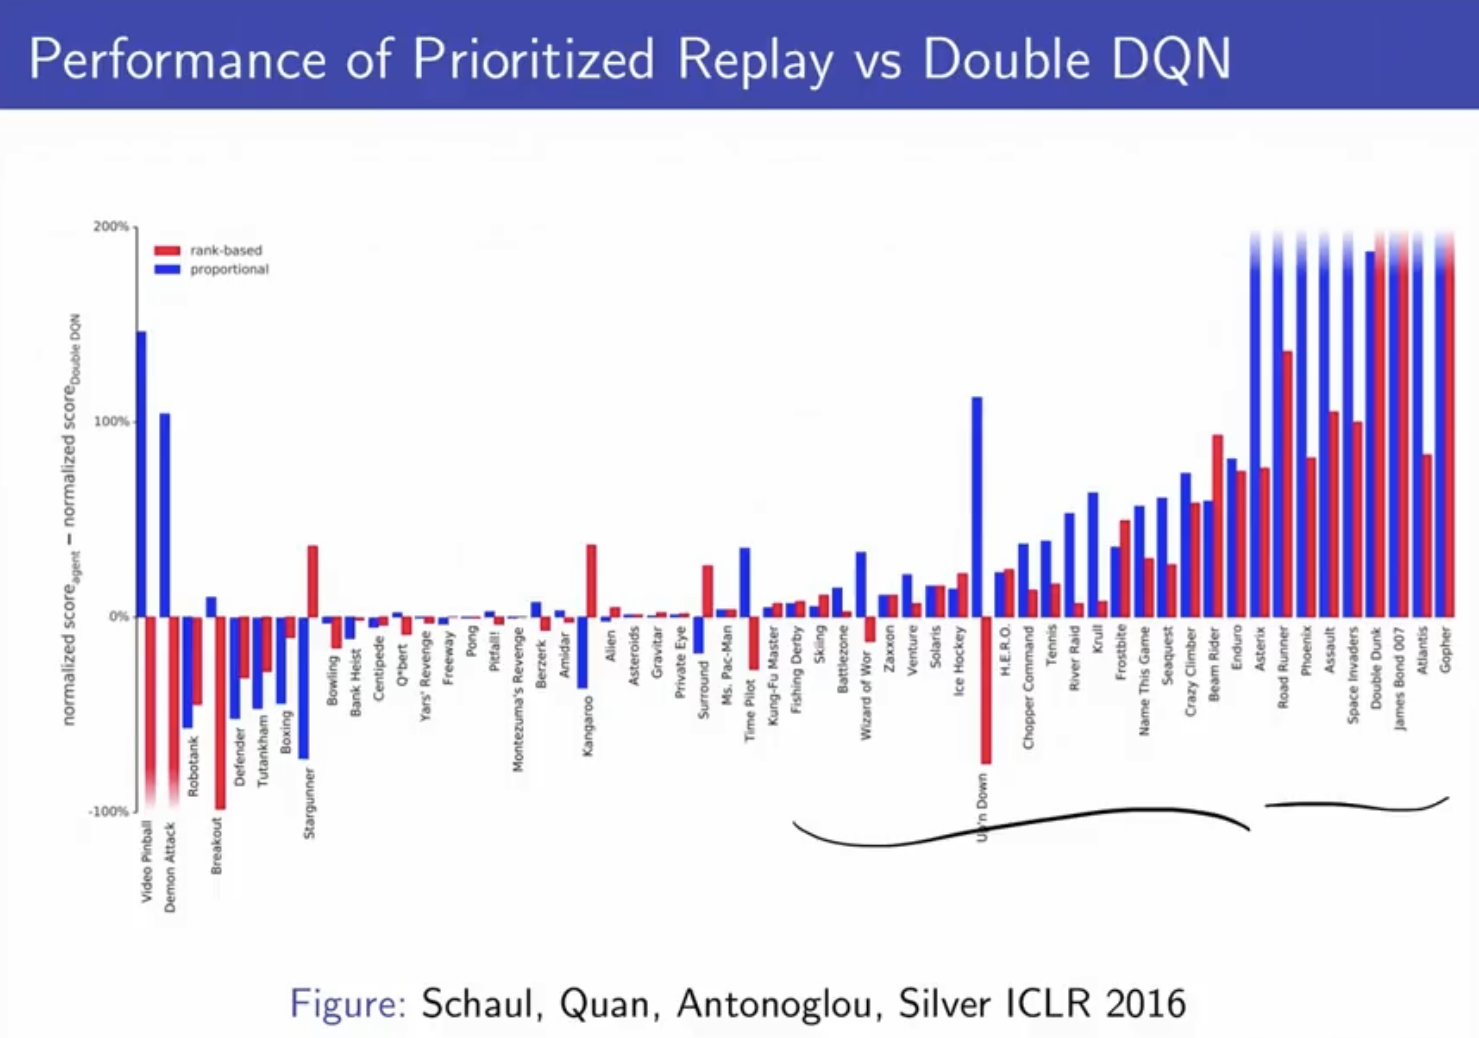 Performance of Prioritized Replay vs Double DQN
200%
100%
0%
-100%
normalized score_agent − normalized score_Double DQN
rank-based
proportional
Video Pinball
Demon Attack
Robotank
Breakout
Defender
Tutankham
Boxing
Stargunner
Bowling
Bank Heist
Centipede
Q*bert
Yars' Revenge
Freeway
Pong
Pitfall!
Montezuma's Revenge
Berzerk
Amidar
Kangaroo
Alien
Asteroids
Gravitar
Private Eye
Surround
Ms. Pac-Man
Time Pilot
Kung-Fu Master
Fishing Derby
Skiing
Battlezone
Wizard of Wor
Zaxxon
Venture
Solaris
Ice Hockey
Up'n Down
H.E.R.O.
Chopper Command
Tennis
River Raid
Krull
Frostbite
Name This Game
Seaquest
Crazy Climber
Beam Rider
Enduro
Asterix
Road Runner
Phoenix
Assault
Space Invaders
Double Dunk
James Bond 007
Atlantis
Gopher
Figure: Schaul, Quan, Antonoglou, Silver ICLR 2016